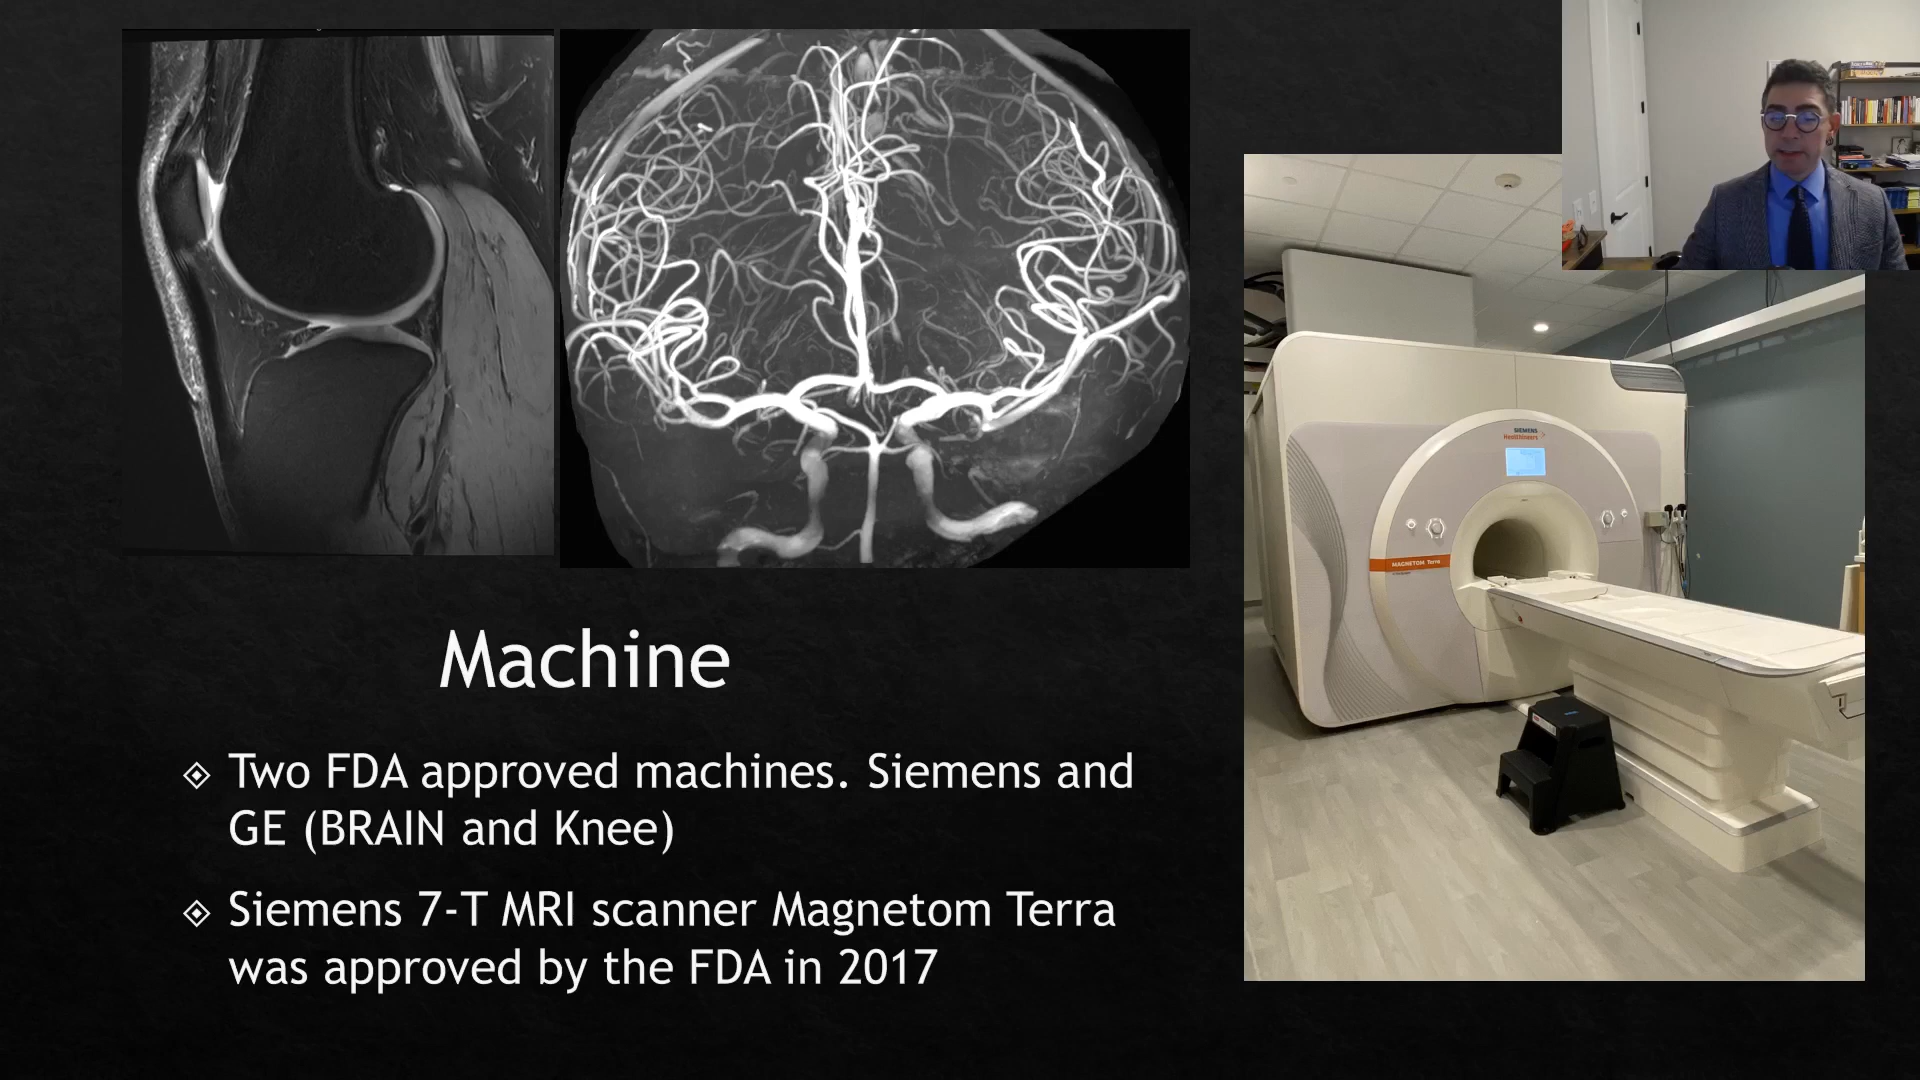 SIEMENS
Healthineers
MAGNETOM Terra
Machine
Two FDA approved machines. Siemens and
GE (BRAIN and Knee)
Siemens 7-T MRI scanner Magnetom Terra
was approved by the FDA in 2017